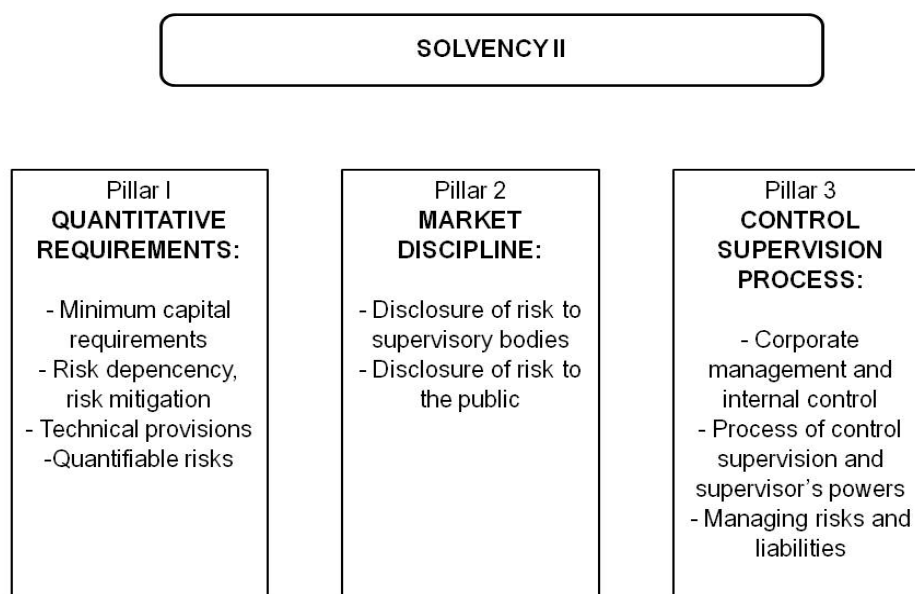 SOLVENCY II
Pillar I
QUANTITATIVE
REQUIREMENTS:
- Minimum capital
requirements
- Risk depencency,
risk mitigation
- Technical provisions
-Quantifiable risks
Pillar 2
MARKET
DISCIPLINE:
- Disclosure of risk to
supervisory bodies
- Disclosure of risk to
the public
Pillar 3
CONTROL
SUPERVISION
PROCESS:
- Corporate
management and
internal control
- Process of control
supervision and
supervisor's powers
- Managing risks and
liabilities